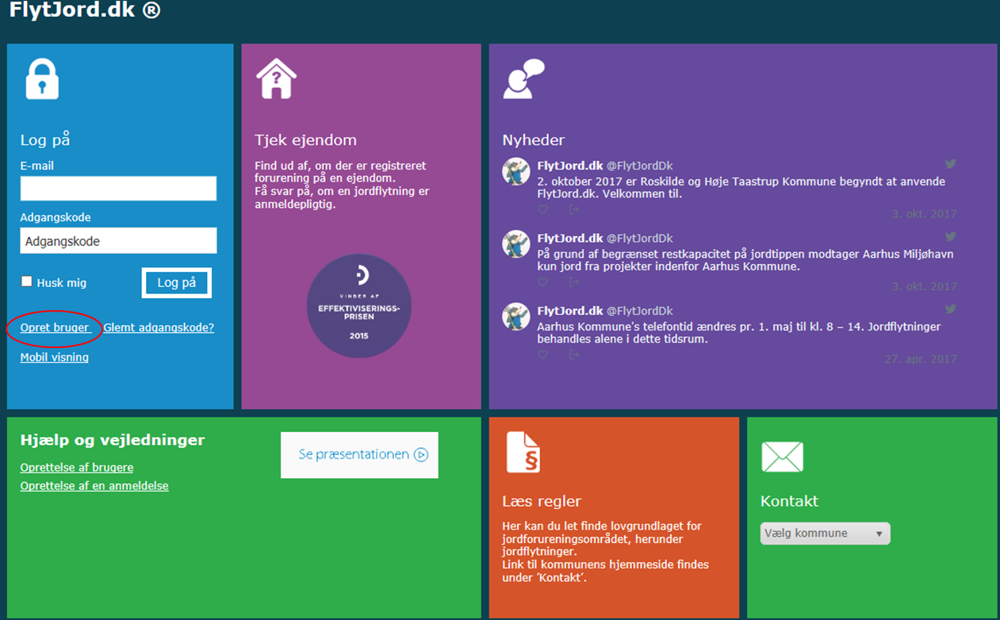 FlytJord.dk ®
Log på
E-mail
Adgangskode
Adgangskode
Husk mig
Log på
Opret bruger
Glemt adgangskode?
Mobil visning
Tjek ejendom
Find ud af, om der er registreret
forurening på en ejendom.
Få svar på, om en jordflytning er
anmeldepligtig.
VINDER AF
EFFEKTIVISERINGS-
PRISEN
2015
Nyheder
FlytJord.dk @FlytJordDk
2. oktober 2017 er Roskilde og Høje Taastrup Kommune begyndt at anvende
FlytJord.dk. Velkommen til.
3. okt. 2017
FlytJord.dk @FlytJordDk
På grund af begrænset restkapacitet på jordtippen modtager Aarhus Miljøhavn
kun jord fra projekter indenfor Aarhus Kommune.
3. okt. 2017
FlytJord.dk @FlytJordDk
Aarhus Kommune's telefontid ændres pr. 1. maj til kl. 8 – 14. Jordflytninger
behandles alene i dette tidsrum.
27. apr. 2017
Hjælp og vejledninger
Oprettelse af brugere
Oprettelse af en anmeldelse
Se præsentationen
§
Læs regler
Her kan du let finde lovgrundlaget for
jordforureningsområdet, herunder
jordflytninger.
Link til kommunens hjemmeside findes
under ’Kontakt’.
Kontakt
Vælg kommune